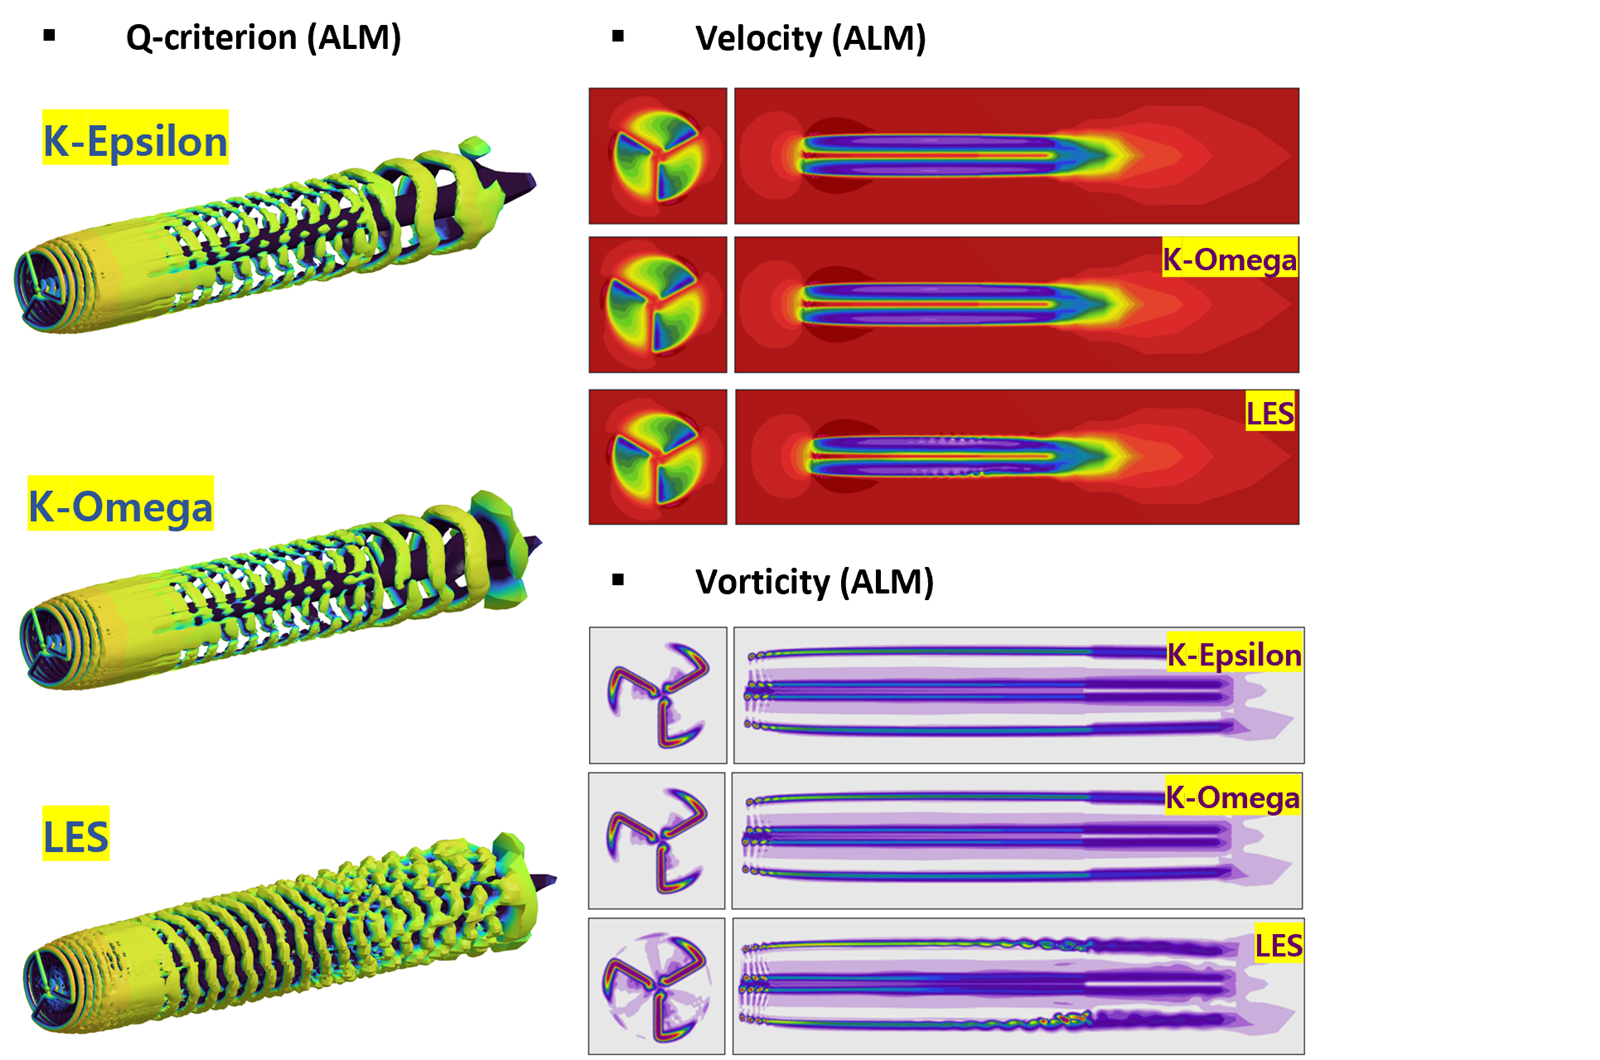 ▪ Q-criterion (ALM)
K-Epsilon
K-Omega
LES
▪ Velocity (ALM)
K-Omega
LES
▪ Vorticity (ALM)
K-Epsilon
K-Omega
LES